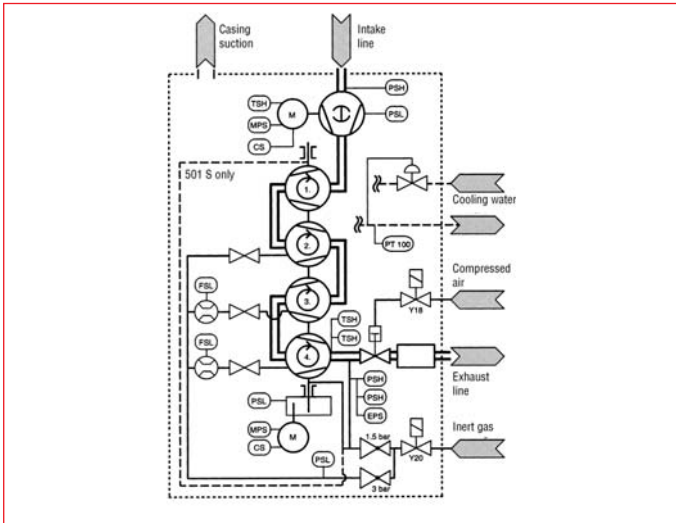 Casing
suction
Intake
line
PSH
TSH
M
PSL
MPS
CS
501 S only
1.
Cooling water
2.
PT 100
Compressed
air
FSL
3.
Y18
TSH
TSH
FSL
4.
Exhaust
line
PSH
PSL
PSH
EPS
MPS
M
CS
Inert gas
1.5 bar
PSL
Y20
3 bar